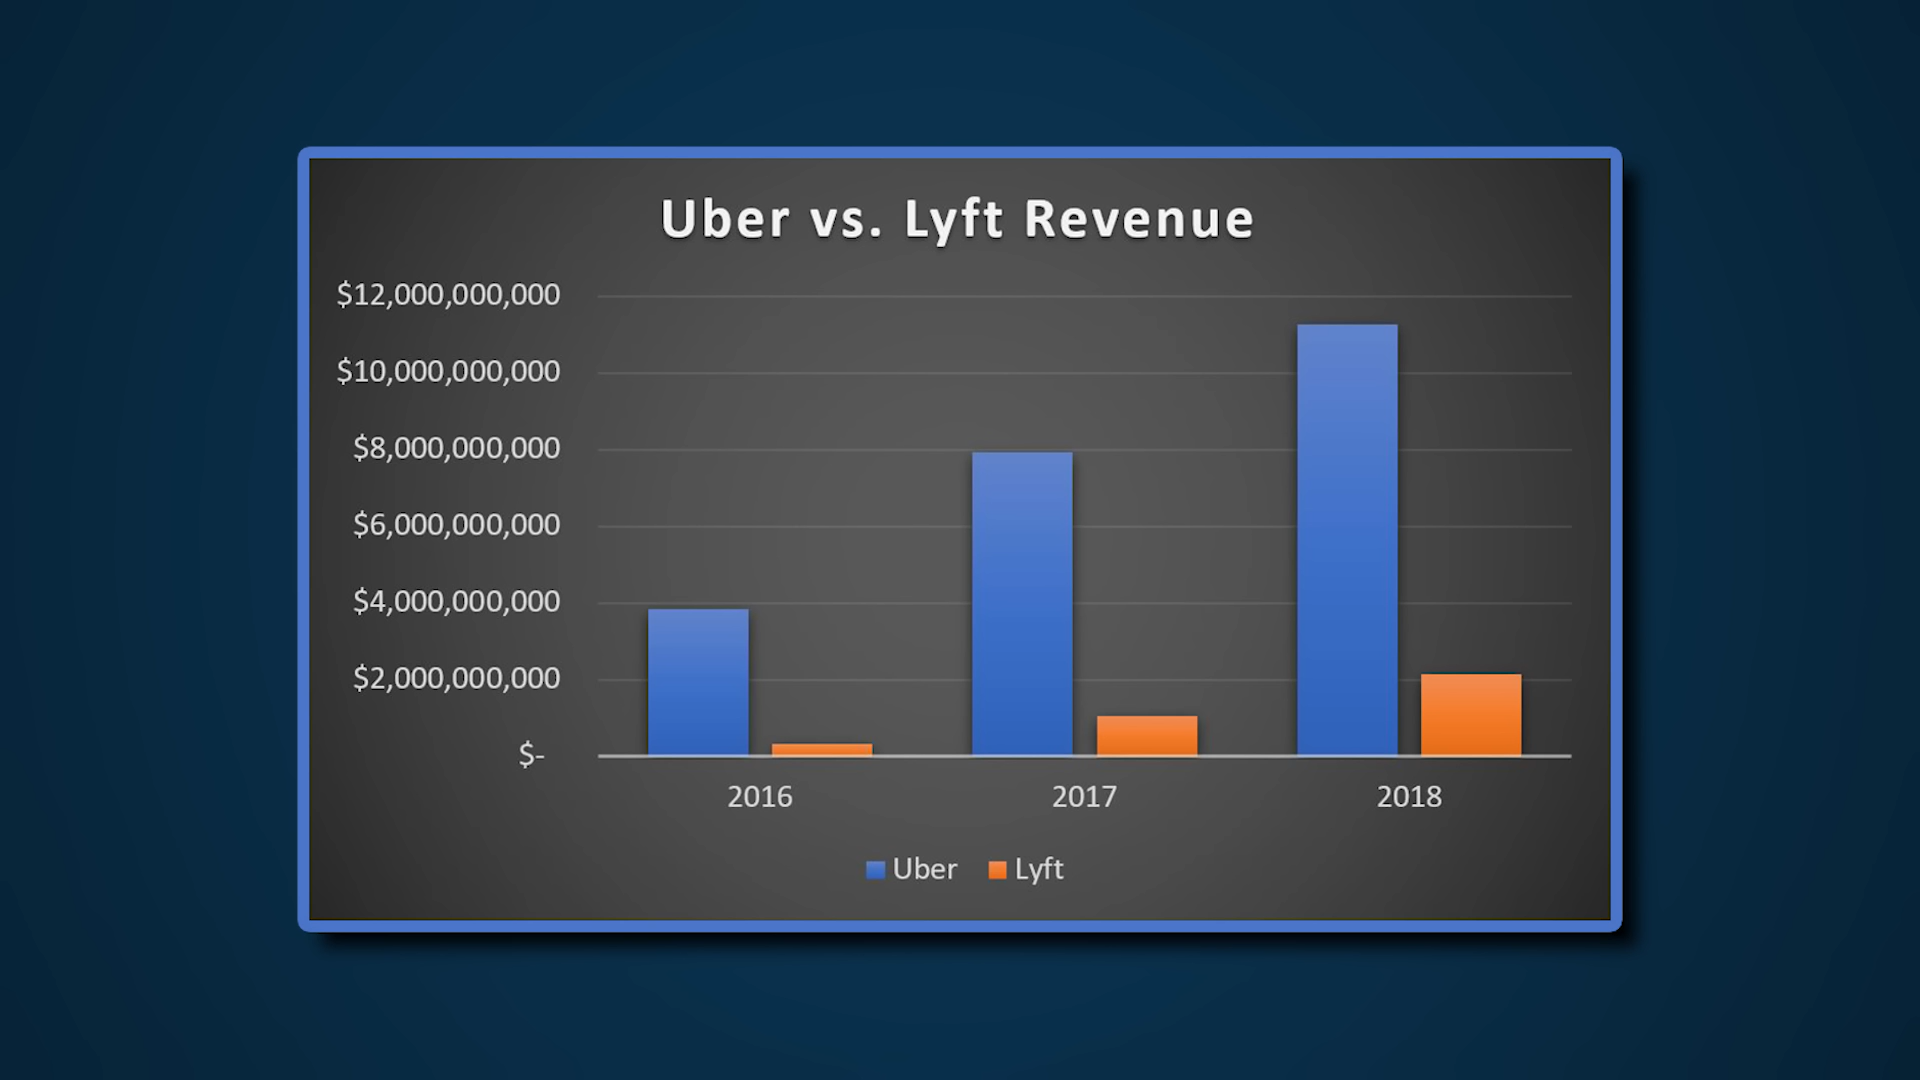 Uber vs. Lyft Revenue
$12,000,000,000
$10,000,000,000
$8,000,000,000
$6,000,000,000
$4,000,000,000
$2,000,000,000
$-
2016 2017 2018
Uber Lyft